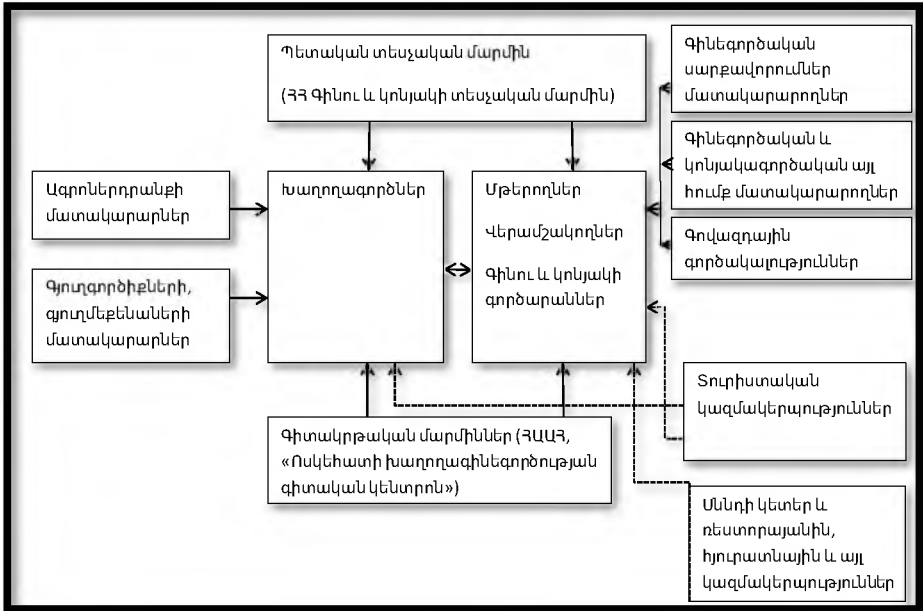 Պետական տեսչական մարմին
(ՀՀ Գինու և կոնյակի տեսչական մարմին)
Գինեգործական
սարքավորումներ
մատակարարողներ
Գինեգործական և
կոնյակագործական այլ
հումք մատակարարողներ
Գովազդային
գործակալություններ
Ագրոներդրանքի
մատակարարներ
Խաղողագործներ
Մթերողներ
Վերամշակողներ
Գինու և կոնյակի
գործարաններ
Գյուղգործիքների,
գյուղմեքենաների
մատակարարներ
Տուրիստական
կազմակերպություններ
Գիտակրթական մարմիններ (ՀԱԱՀ,
«Ոսկեհատի խաղողագինեգործության
գիտական կենտրոն»)
Սննդի կետեր և
ռեստորայանին,
հյուրատնային և այլ
կազմակերպություններ